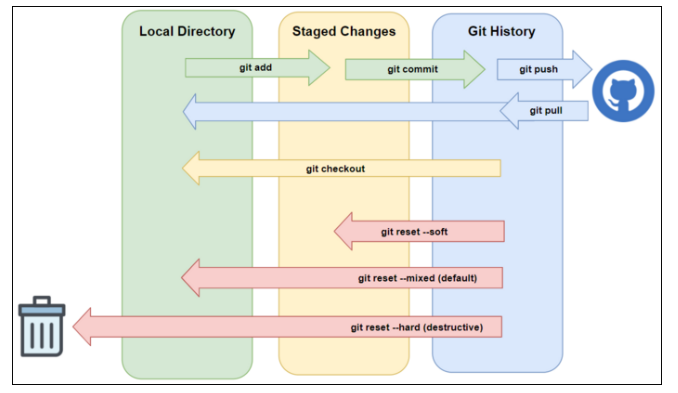 Local Directory
Staged Changes
Git History
git add
git commit
git push
git pull
git checkout
git reset --soft
git reset --mixed (default)
git reset --hard (destructive)